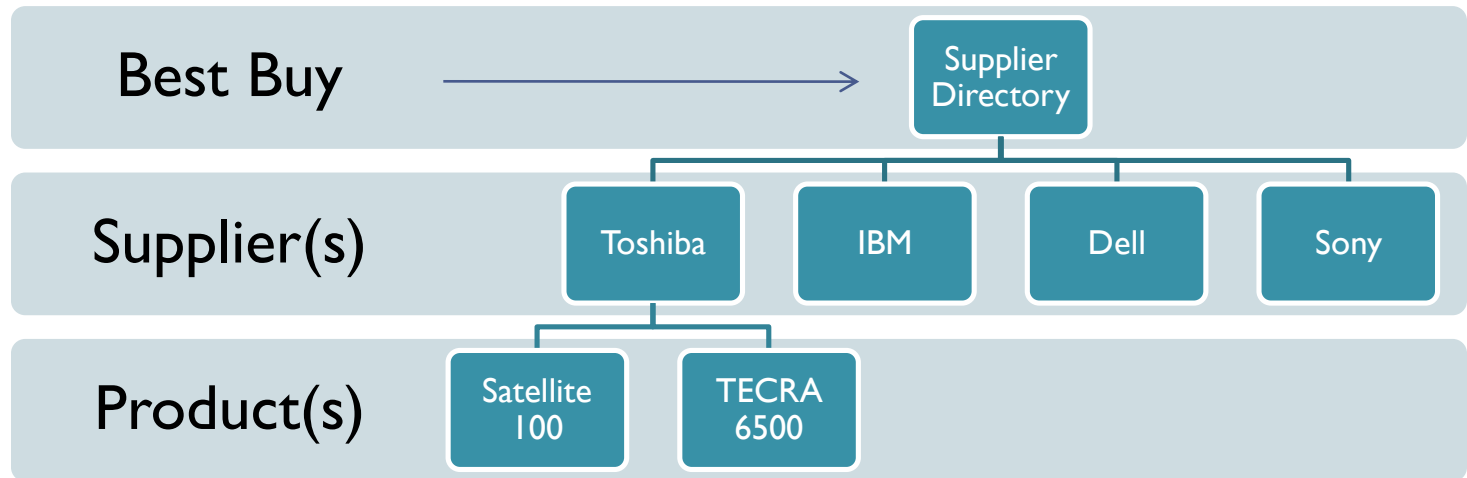 Best Buy
Supplier
Directory
Supplier(s)
Toshiba
IBM
Dell
Sony
Product(s)
Satellite
100
TECRA
6500